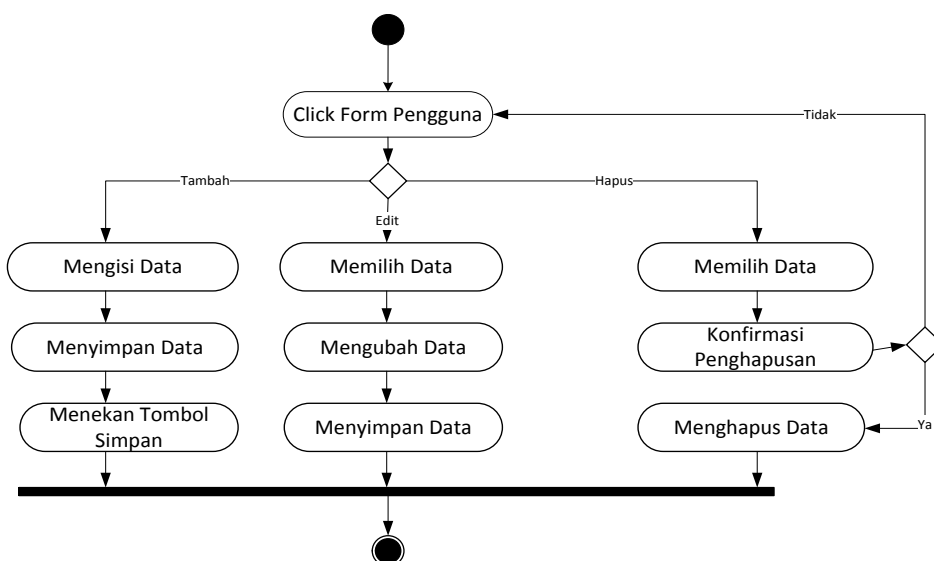 Click Form Pengguna
Tidak
Tambah
Hapus
Edit
Mengisi Data
Memilih Data
Memilih Data
Menyimpan Data
Mengubah Data
Konfirmasi
Penghapusan
Menekan Tombol
Simpan
Menyimpan Data
Menghapus Data
Ya